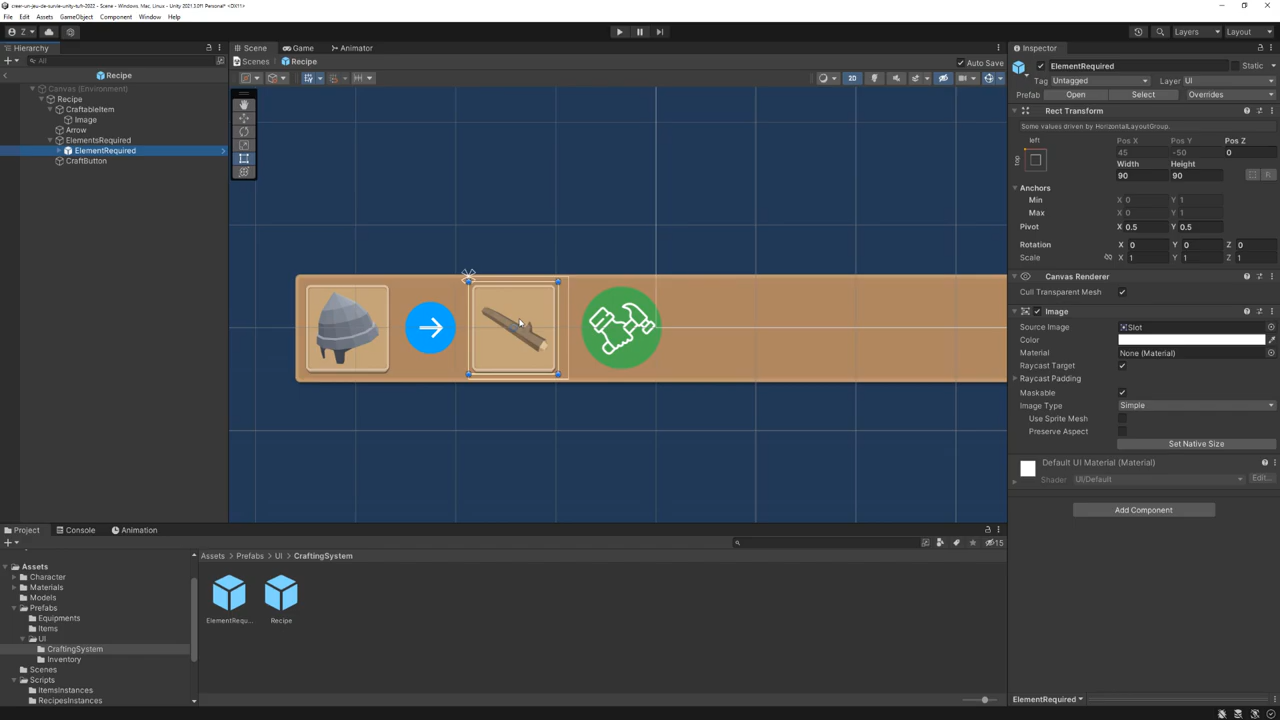 creer-un-jeu-de-survie-unity-tufr-2022 - Recipe - Windows, Mac, Linux - Unity 2021.3.0f1 Personal* <DX11>
File Edit Assets GameObject Component Window Help
Z Layers Layout
Hierarchy Scene Game Animator Inspector
All Scenes Recipe Auto Save ElementRequired Static
Recipe 2D Tag Untagged Layer UI
Canvas (Environment) Prefab Open Select Overrides
Recipe
CraftableItem Rect Transform
Image Some values driven by HorizontalLayoutGroup.
Arrow left Pos X Pos Y Pos Z
ElementsRequired 45 -50 0
ElementRequired top Width Height
CraftButton 90 90 R
Anchors
Min X 0 Y 1
Max X 0 Y 1
Pivot X 0.5 Y 0.5
Rotation X 0 Y 0 Z 0
Scale X 1 Y 1 Z 1
Canvas Renderer
Cull Transparent Mesh
Image
Source Image Slot
Color
Material None (Material)
Raycast Target
Raycast Padding
Maskable
Image Type Simple
Use Sprite Mesh
Preserve Aspect
Set Native Size
Default UI Material (Material)
Shader UI/Default Edit...
Add Component
Project Console Animation
15
Assets Prefabs UI CraftingSystem
Assets
Character
Materials
Models
Prefabs
Equipments
Items
UI
CraftingSystem
Inventory
Scenes
Scripts
ItemsInstances
RecipesInstances
ElementRequ... Recipe
ElementRequired